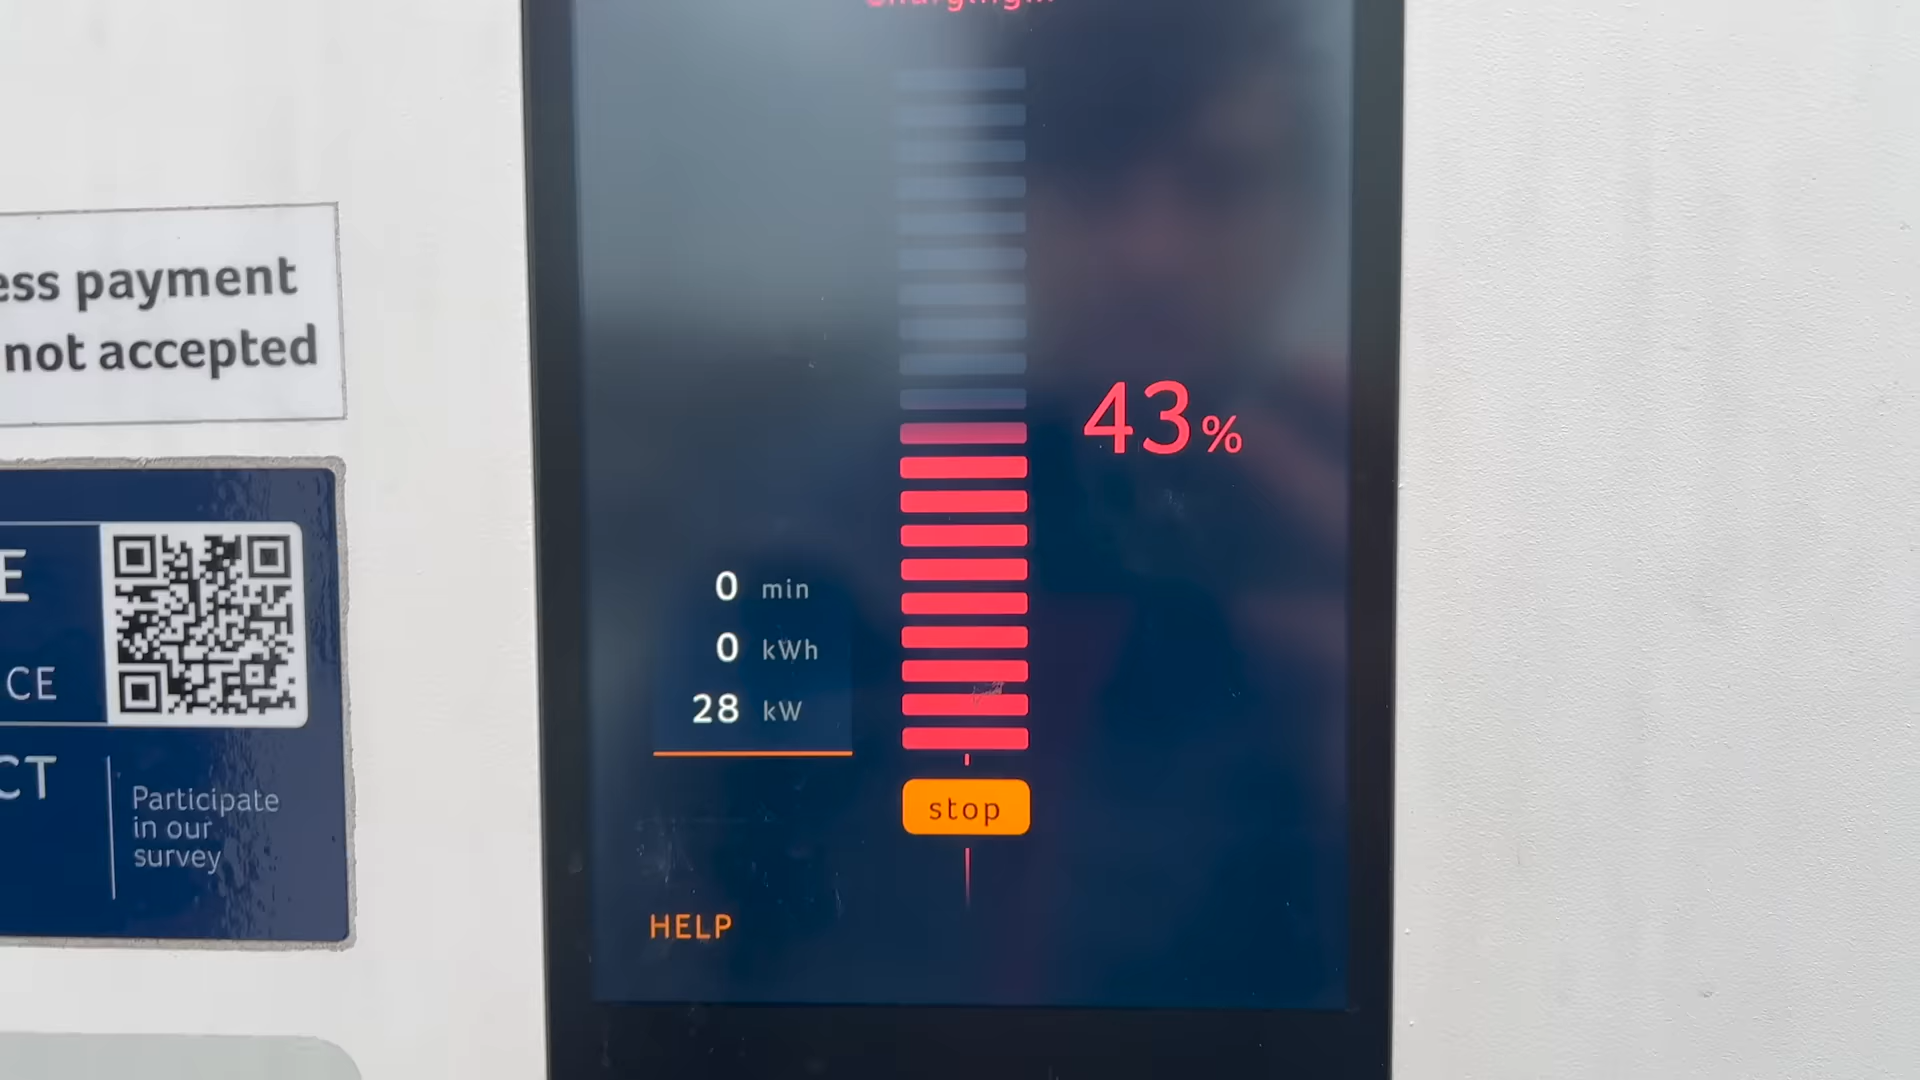 Charging...
ess payment
not accepted
43%
E
CE
CT
Participate
in our
survey
0 min
0 kWh
28 kW
stop
HELP